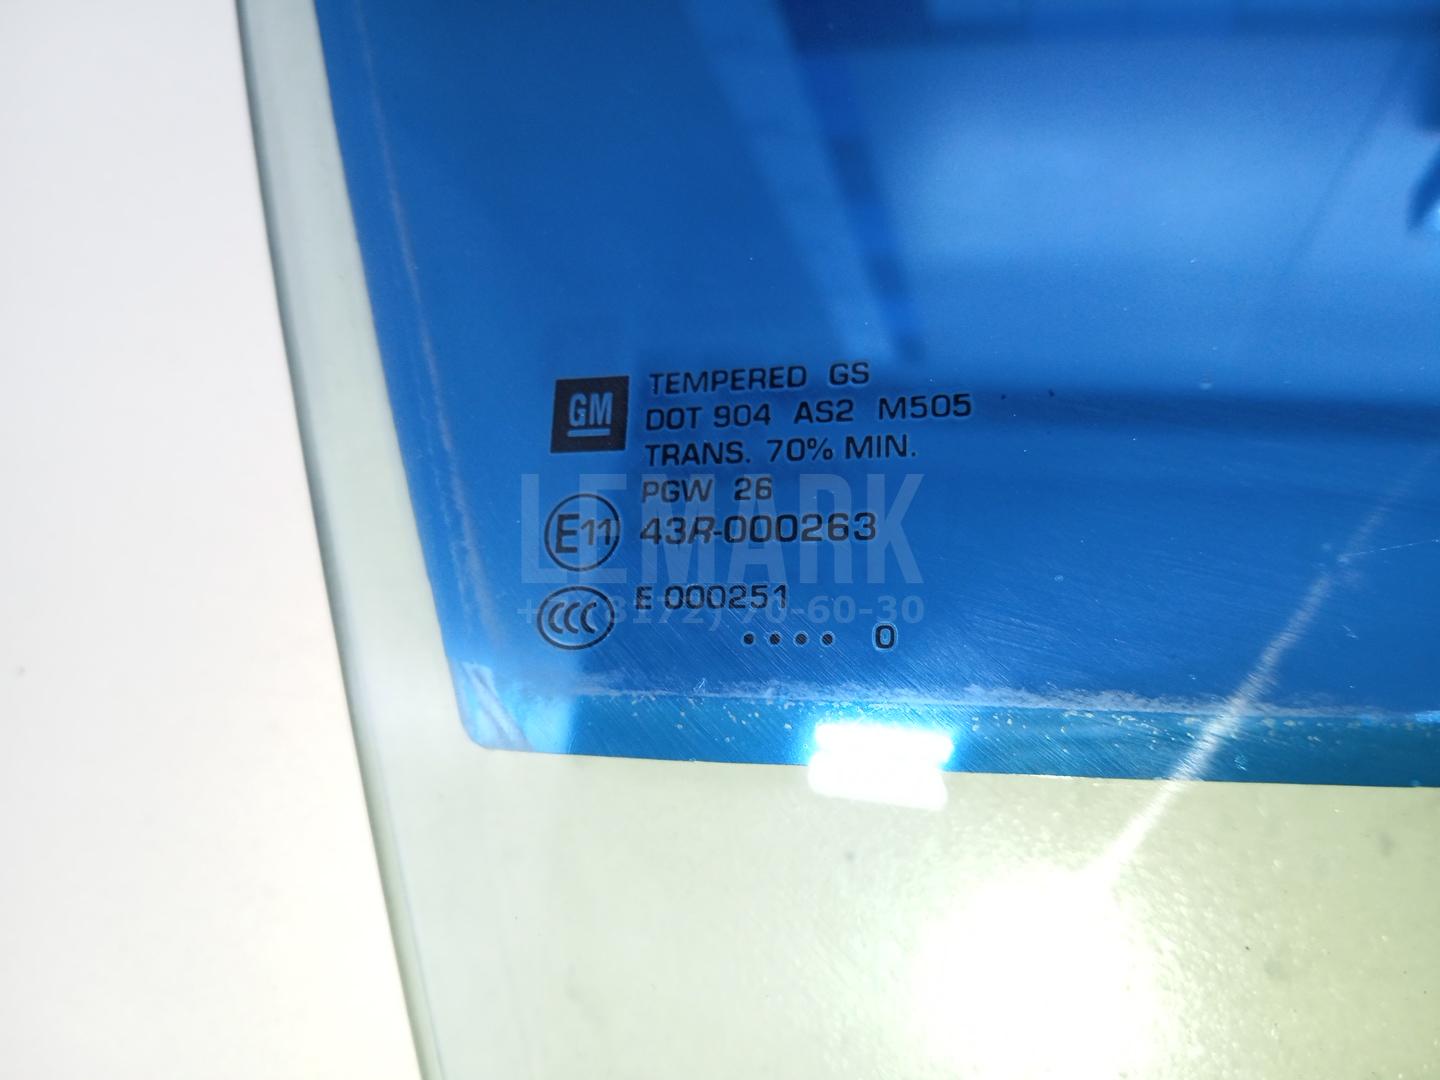 GM
TEMPERED GS
DOT 904 AS2 M505
TRANS. 70% MIN.
PGW 26
E11 43R-000263
CCC E 000251
.... 0
LEMARK